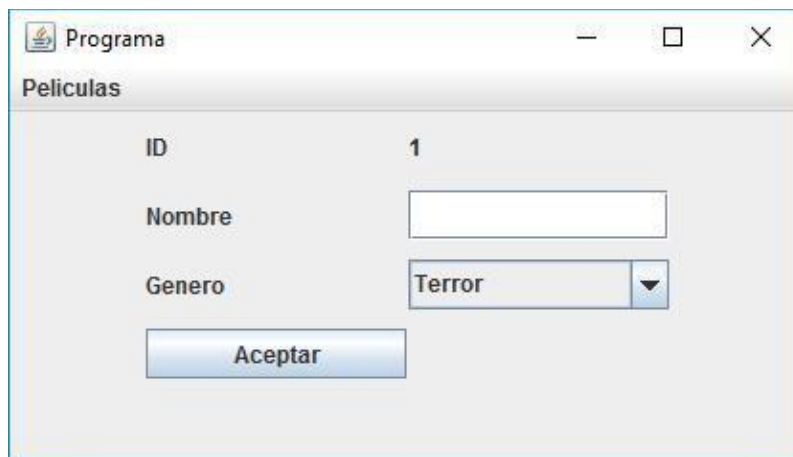 Programa
Peliculas
ID 1
Nombre
Genero Terror
Aceptar